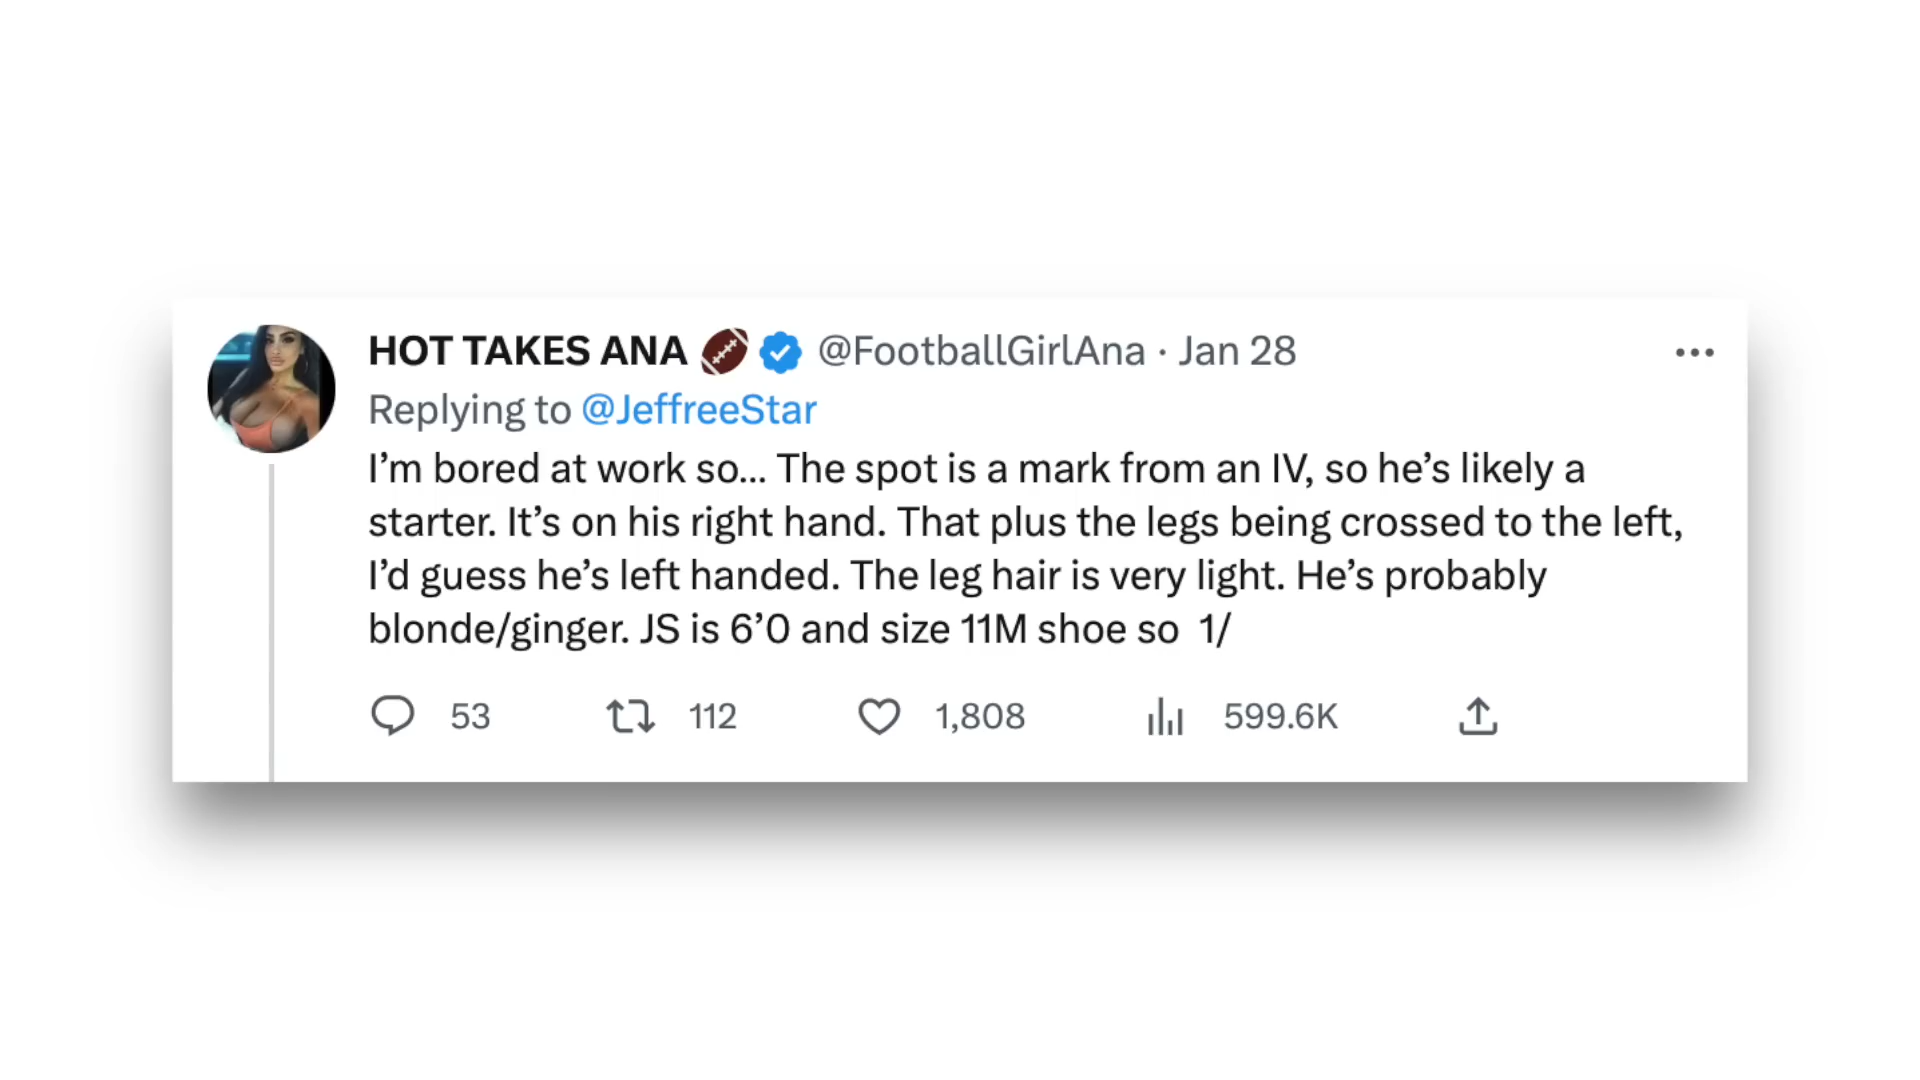 HOT TAKES ANA @FootballGirlAna · Jan 28
Replying to @JeffreeStar
I’m bored at work so... The spot is a mark from an IV, so he’s likely a
starter. It’s on his right hand. That plus the legs being crossed to the left,
I’d guess he’s left handed. The leg hair is very light. He’s probably
blonde/ginger. JS is 6’0 and size 11M shoe so 1/
53 112 1,808 599.6K